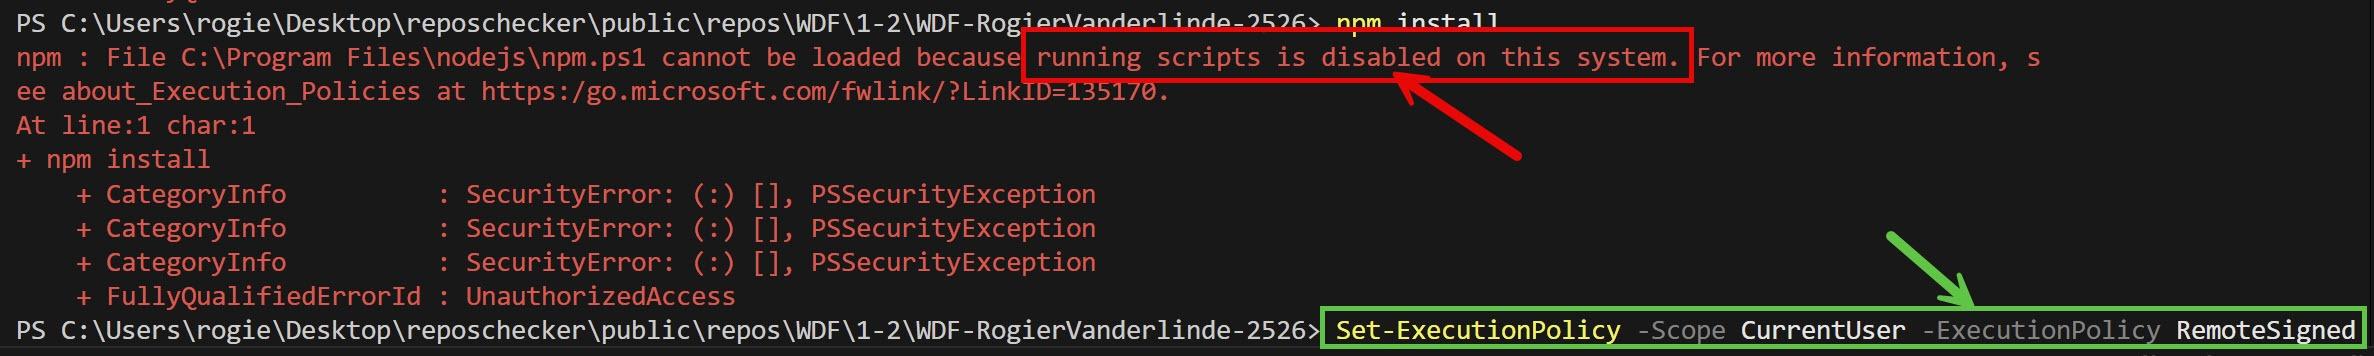 PS C:\Users\rogie\Desktop\reposchecker\public\repos\WDF\1-2\WDF-RogierVanderlinde-2526> npm install
npm : File C:\Program Files\nodejs\npm.ps1 cannot be loaded because running scripts is disabled on this system. For more information, s
ee about_Execution_Policies at https:/go.microsoft.com/fwlink/?LinkID=135170.
At line:1 char:1
+ npm install
    + CategoryInfo          : SecurityError: (:) [], PSSecurityException
    + CategoryInfo          : SecurityError: (:) [], PSSecurityException
    + CategoryInfo          : SecurityError: (:) [], PSSecurityException
    + FullyQualifiedErrorId : UnauthorizedAccess
PS C:\Users\rogie\Desktop\reposchecker\public\repos\WDF\1-2\WDF-RogierVanderlinde-2526> Set-ExecutionPolicy -Scope CurrentUser -ExecutionPolicy RemoteSigned